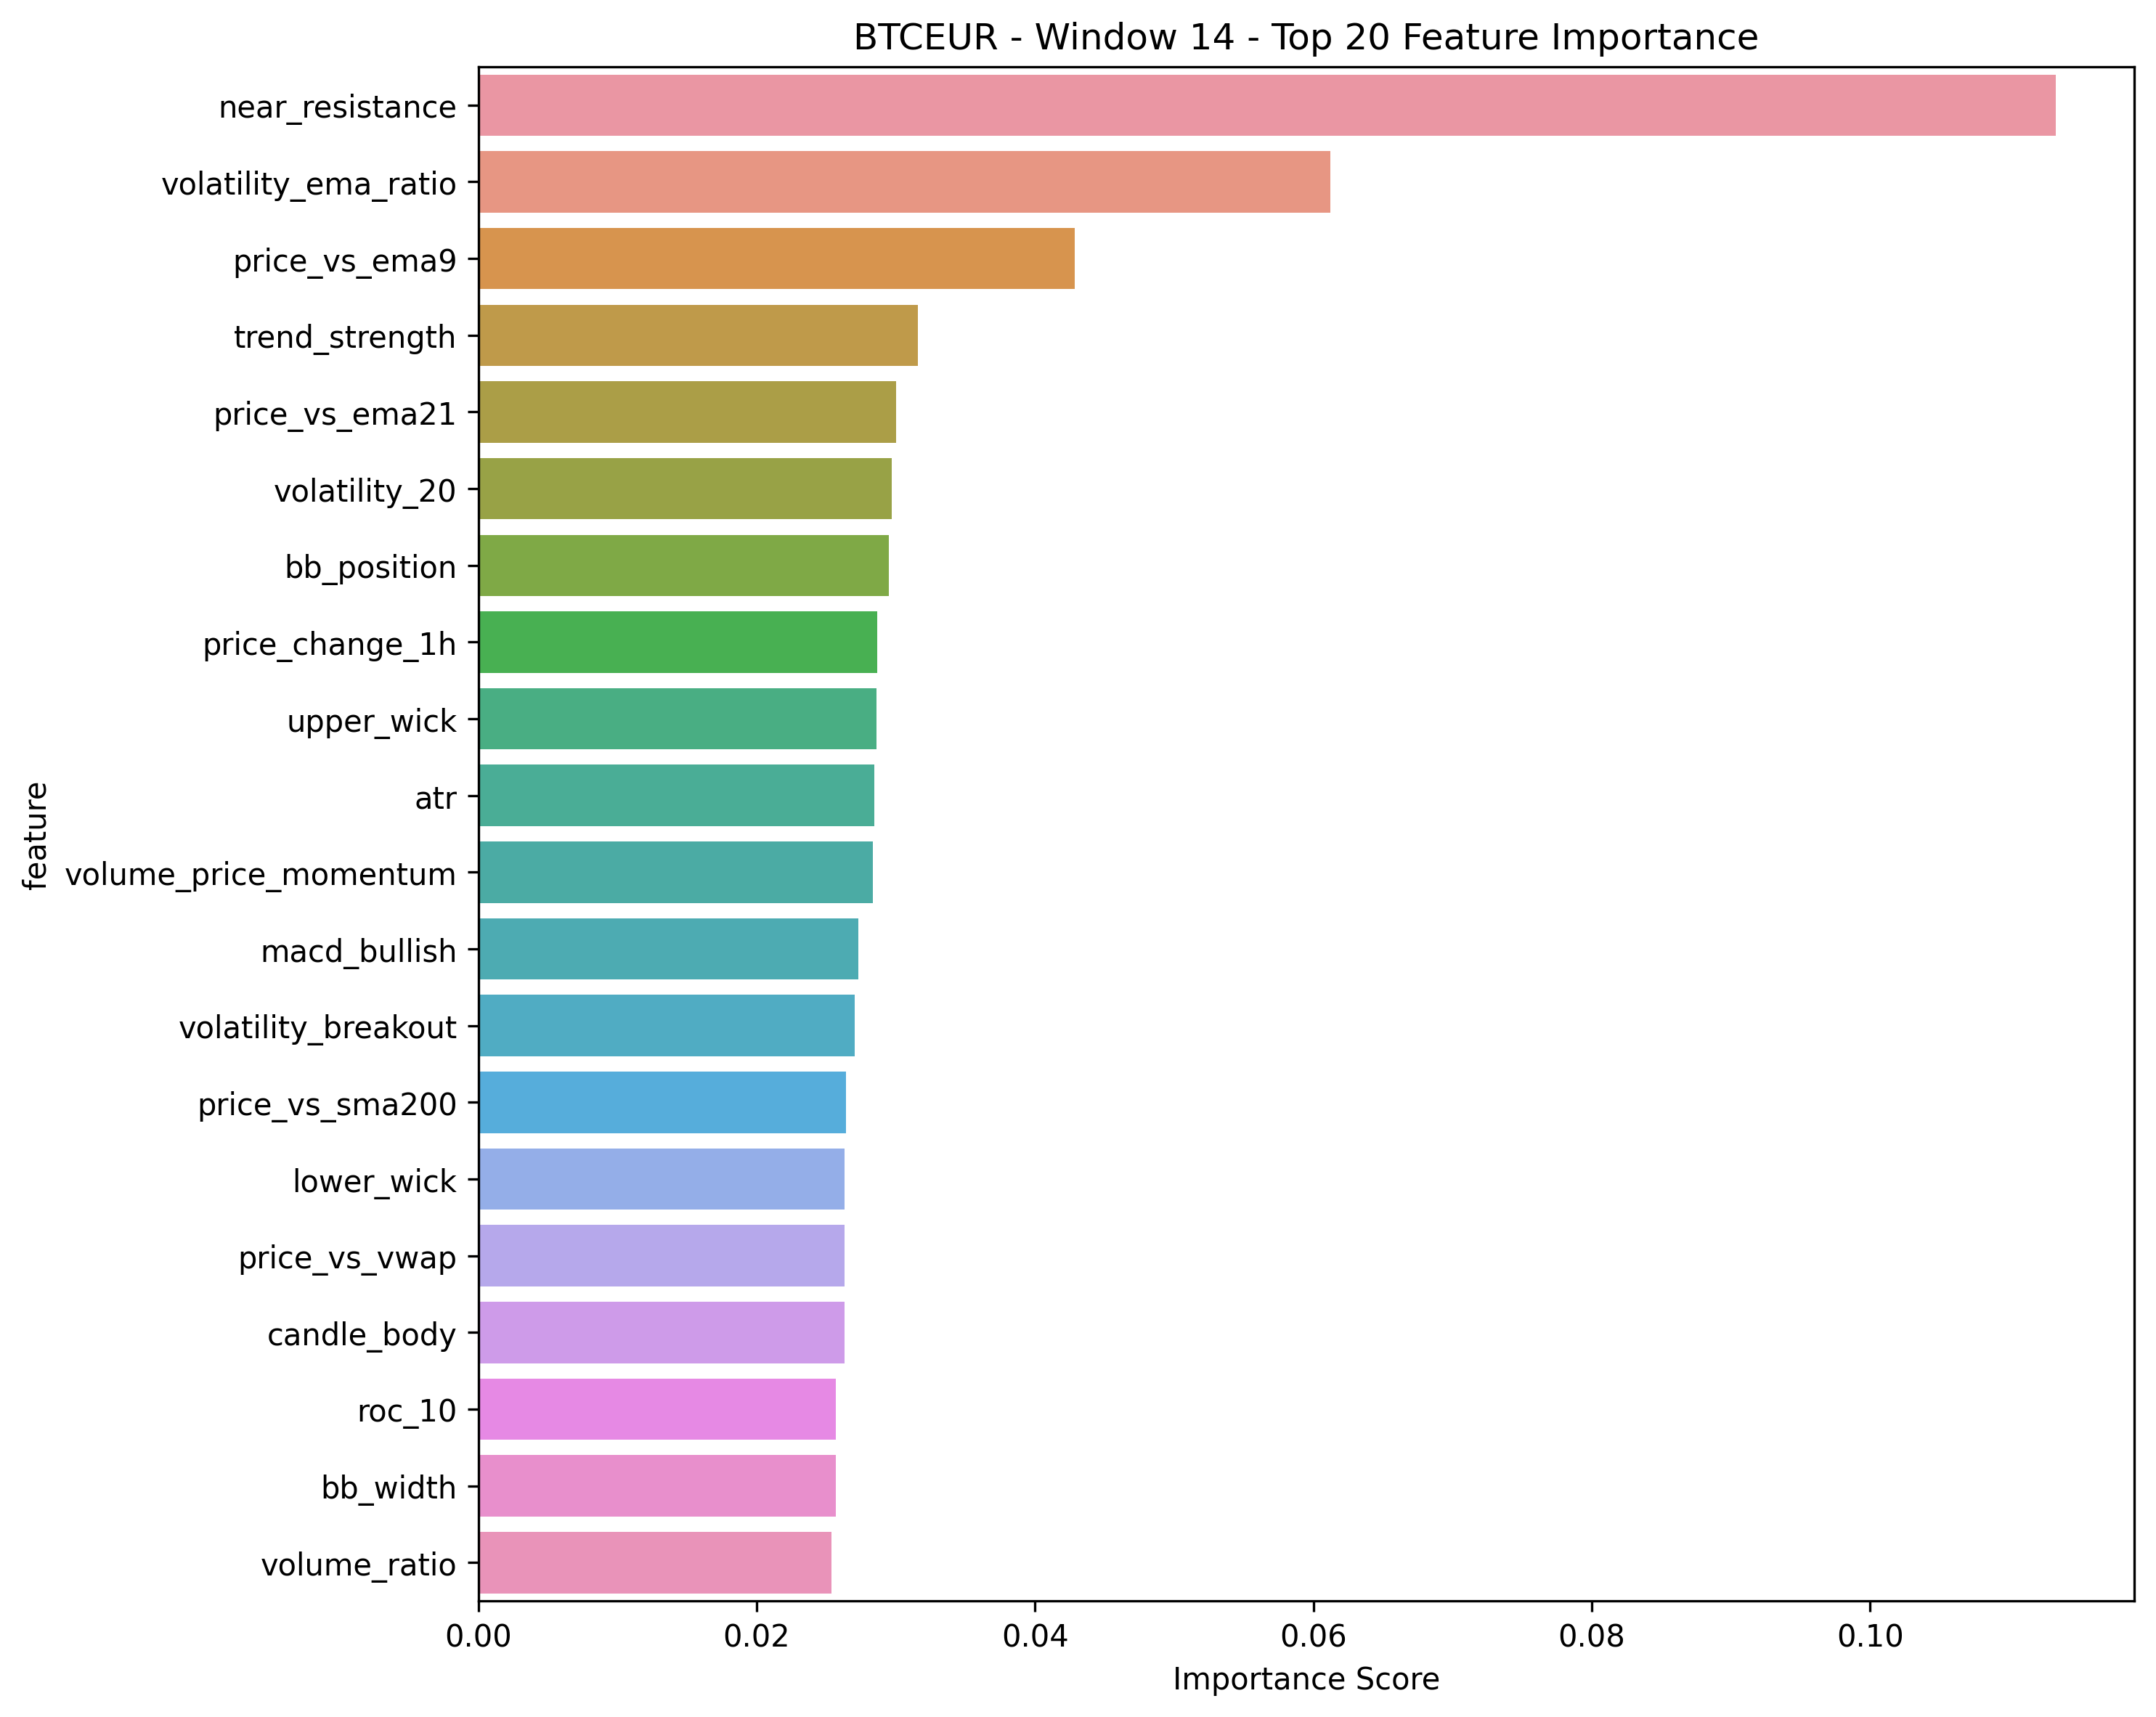 BTCEUR - Window 14 - Top 20 Feature Importance
near_resistance
volatility_ema_ratio
price_vs_ema9
trend_strength
price_vs_ema21
volatility_20
bb_position
price_change_1h
upper_wick
atr
volume_price_momentum
macd_bullish
volatility_breakout
price_vs_sma200
lower_wick
price_vs_vwap
candle_body
roc_10
bb_width
volume_ratio
feature
0.00 0.02 0.04 0.06 0.08 0.10
Importance Score